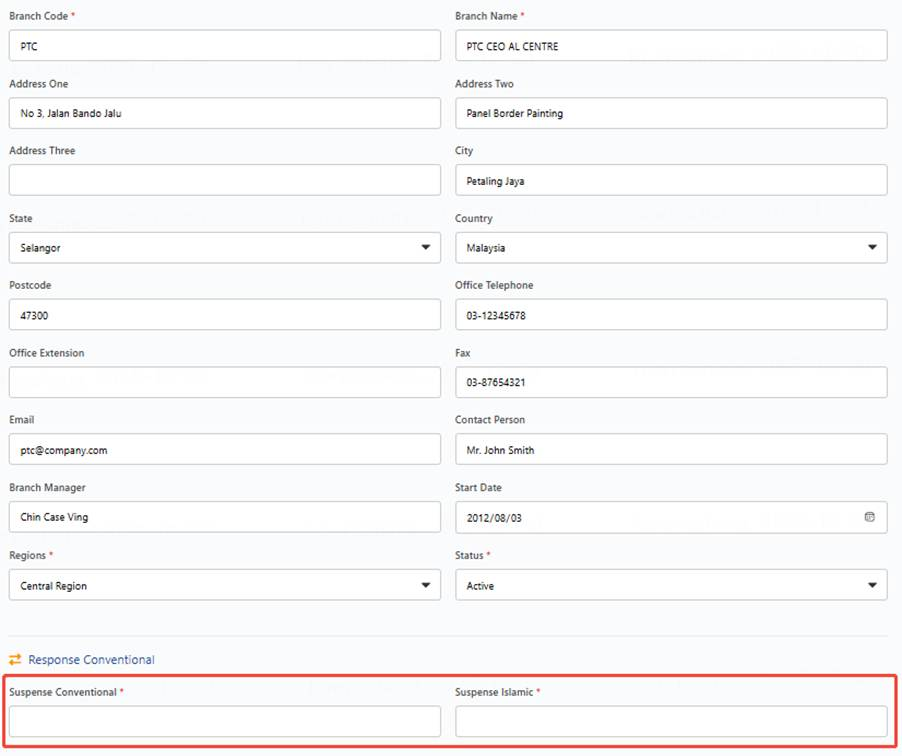 Branch Code * Branch Name *
PTC PTC CEO AL CENTRE
Address One Address Two
No 3, Jalan Bando Jalu Panel Border Painting
Address Three City
Petaling Jaya
State Country
Selangor Malaysia
Postcode Office Telephone
47300 03-12345678
Office Extension Fax
03-87654321
Email Contact Person
ptc@company.com Mr. John Smith
Branch Manager Start Date
Chin Case Ving 2012/08/03
Regions * Status *
Central Region Active
Response Conventional
Suspense Conventional * Suspense Islamic *